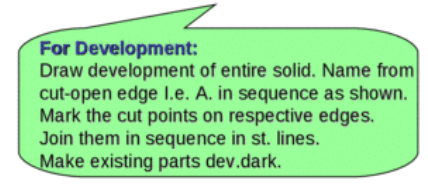 For Development:
Draw development of entire solid. Name from
cut-open edge I.e. A. in sequence as shown.
Mark the cut points on respective edges.
Join them in sequence in st. lines.
Make existing parts dev.dark.